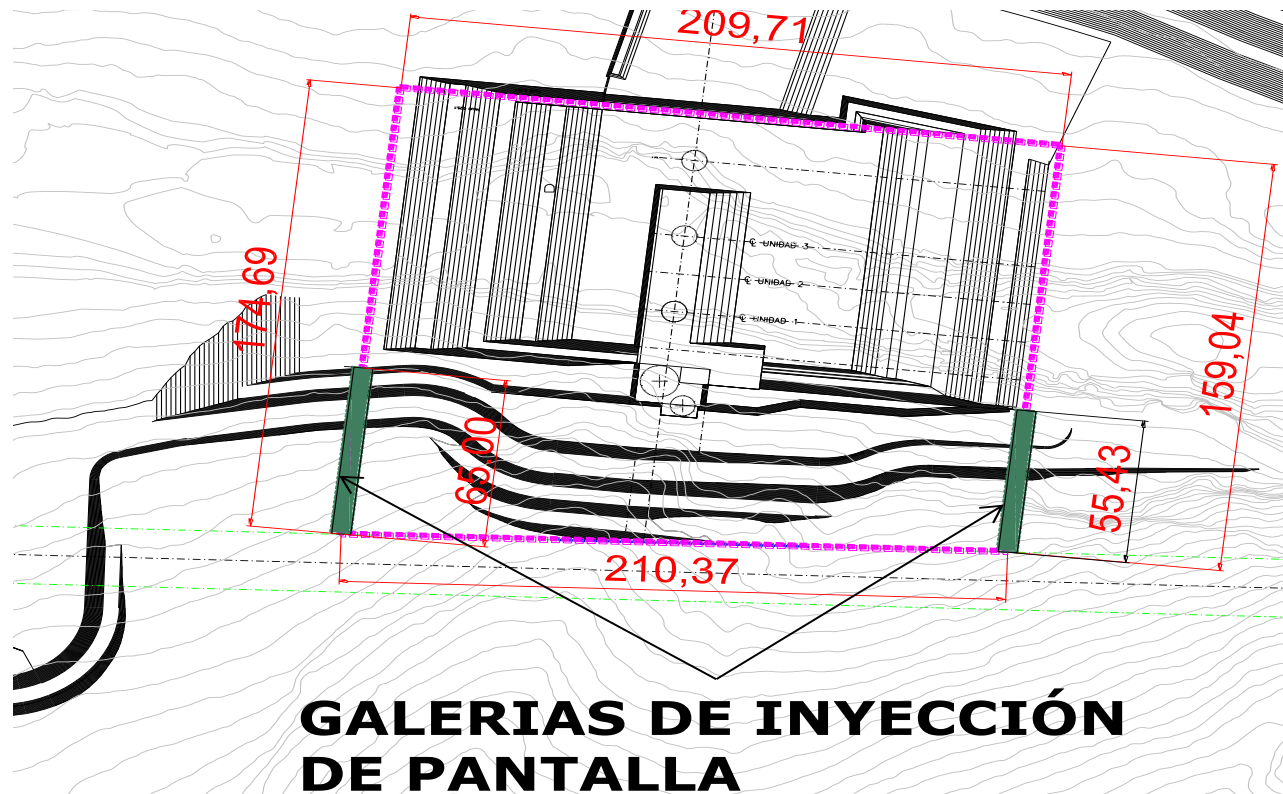 209,71
174,69
℄ UNIDAD 3
℄ UNIDAD 2
℄ UNIDAD 1
159,04
65,00
55,43
210,37
GALERIAS DE INYECCIÓN
DE PANTALLA